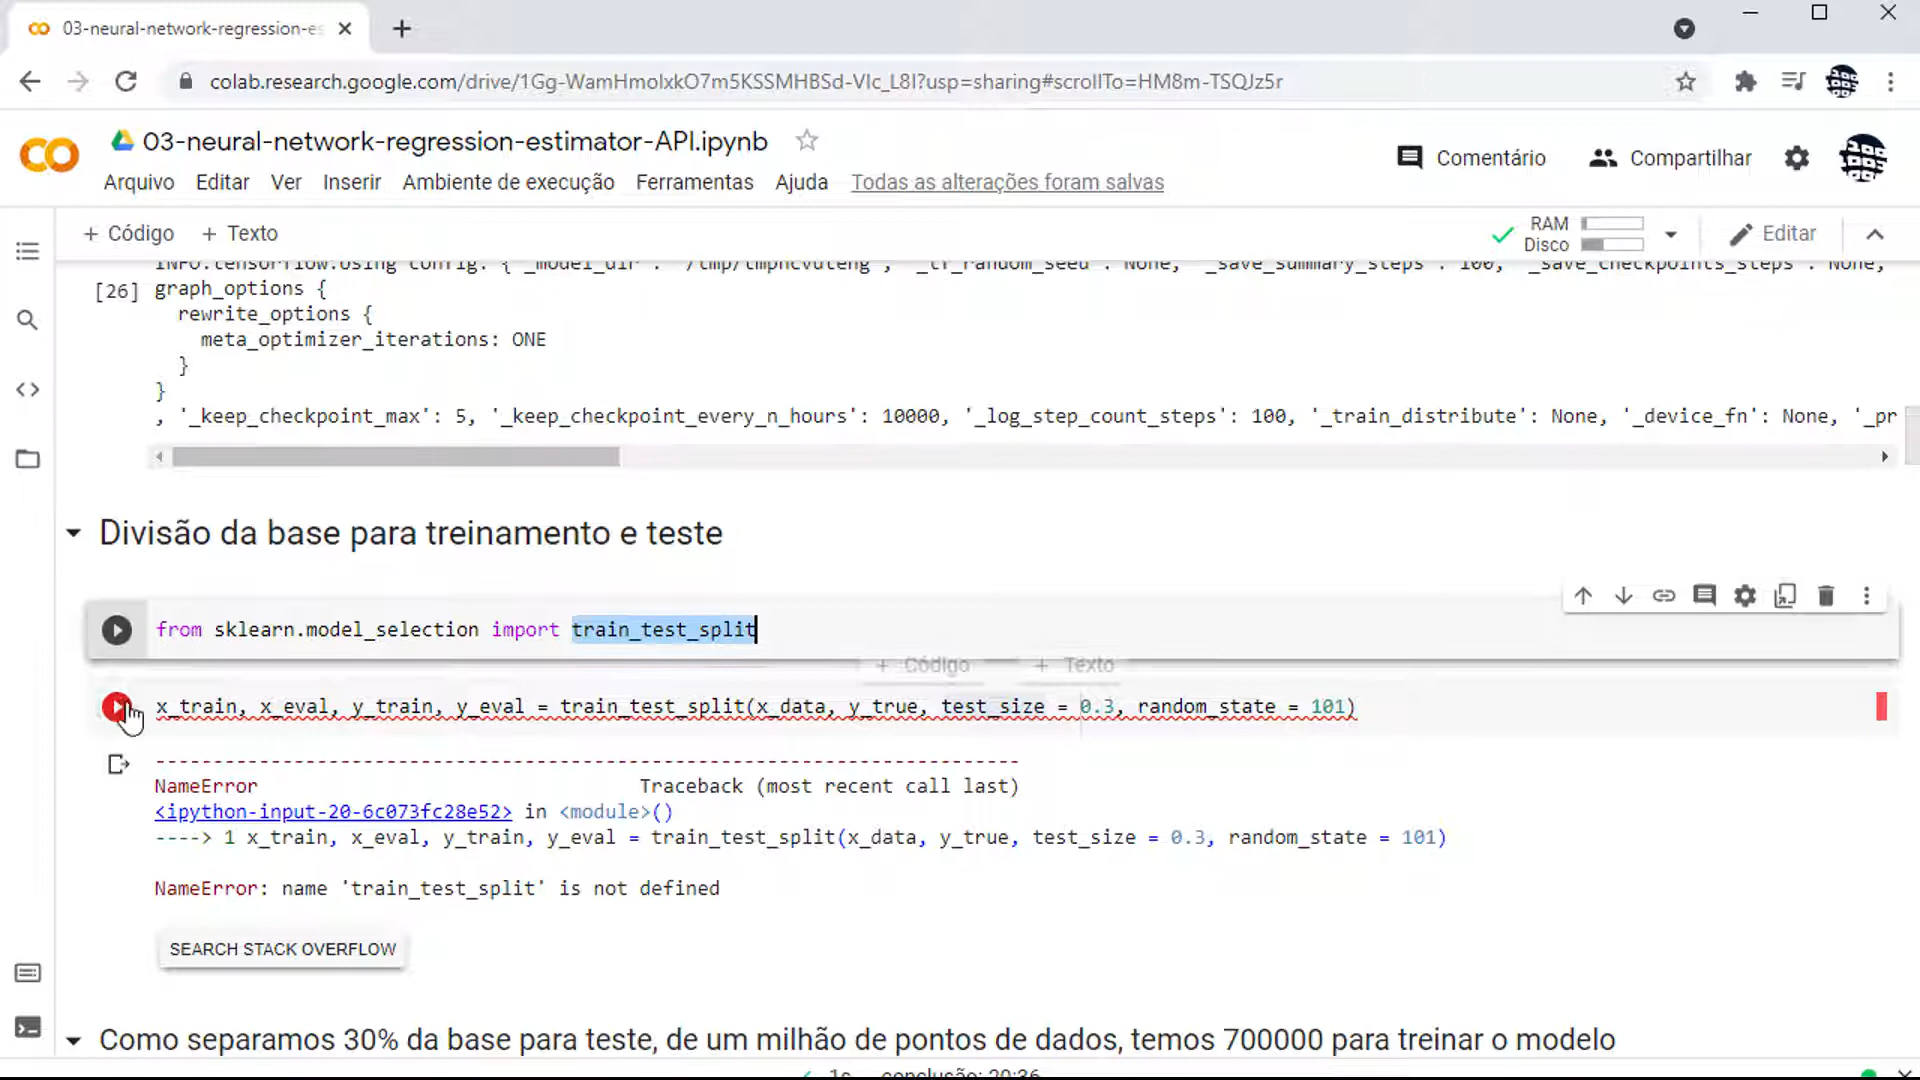 03-neural-network-regression-es
colab.research.google.com/drive/1Gg-WamHmoIxkO7m5KSSMHBSd-VIc_L8I?usp=sharing#scrollTo=HM8m-TSQJz5r
03-neural-network-regression-estimator-API.ipynb
Comentário
Compartilhar
Arquivo Editar Ver Inserir Ambiente de execução Ferramentas Ajuda Todas as alterações foram salvas
+ Código + Texto
RAM
Disco
Editar
[26]
graph_options {
rewrite_options {
meta_optimizer_iterations: ONE
}
}
, '_keep_checkpoint_max': 5, '_keep_checkpoint_every_n_hours': 10000, '_log_step_count_steps': 100, '_train_distribute': None, '_device_fn': None, '_pr
Divisão da base para treinamento e teste
from sklearn.model_selection import train_test_split
+ Código + Texto
x_train, x_eval, y_train, y_eval = train_test_split(x_data, y_true, test_size = 0.3, random_state = 101)
---------------------------------------------------------------------------
NameError Traceback (most recent call last)
<ipython-input-20-6c073fc28e52> in <module>()
----> 1 x_train, x_eval, y_train, y_eval = train_test_split(x_data, y_true, test_size = 0.3, random_state = 101)
NameError: name 'train_test_split' is not defined
SEARCH STACK OVERFLOW
Como separamos 30% da base para teste, de um milhão de pontos de dados, temos 700000 para treinar o modelo
1s conclusão: 20:36